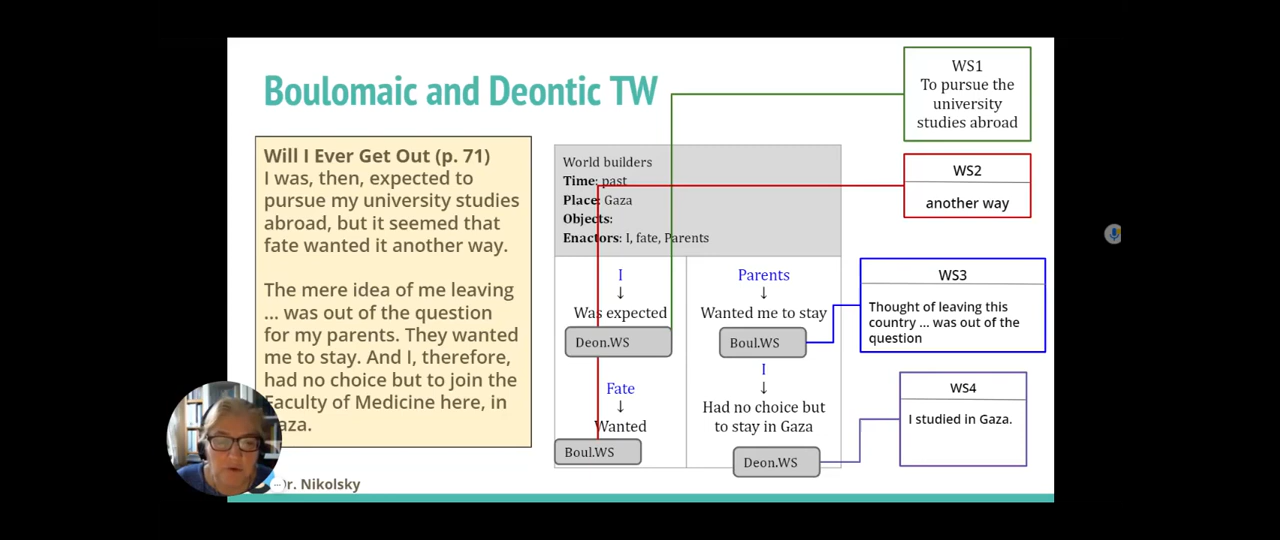 Boulomaic and Deontic TW
Will I Ever Get Out (p. 71)
I was, then, expected to
pursue my university studies
abroad, but it seemed that
fate wanted it another way.
The mere idea of me leaving
... was out of the question
for my parents. They wanted
me to stay. And I, therefore,
had no choice but to join the
Faculty of Medicine here, in
aza.
World builders
Time: past
Place: Gaza
Objects:
Enactors: I, fate, Parents
I
↓
Was expected
Deon.WS
Fate
↓
Wanted
Boul.WS
Parents
↓
Wanted me to stay
Boul.WS
I
↓
Had no choice but
to stay in Gaza
Deon.WS
WS1
To pursue the
university
studies abroad
WS2
another way
WS3
Thought of leaving this
country ... was out of the
question
WS4
I studied in Gaza.
r. Nikolsky